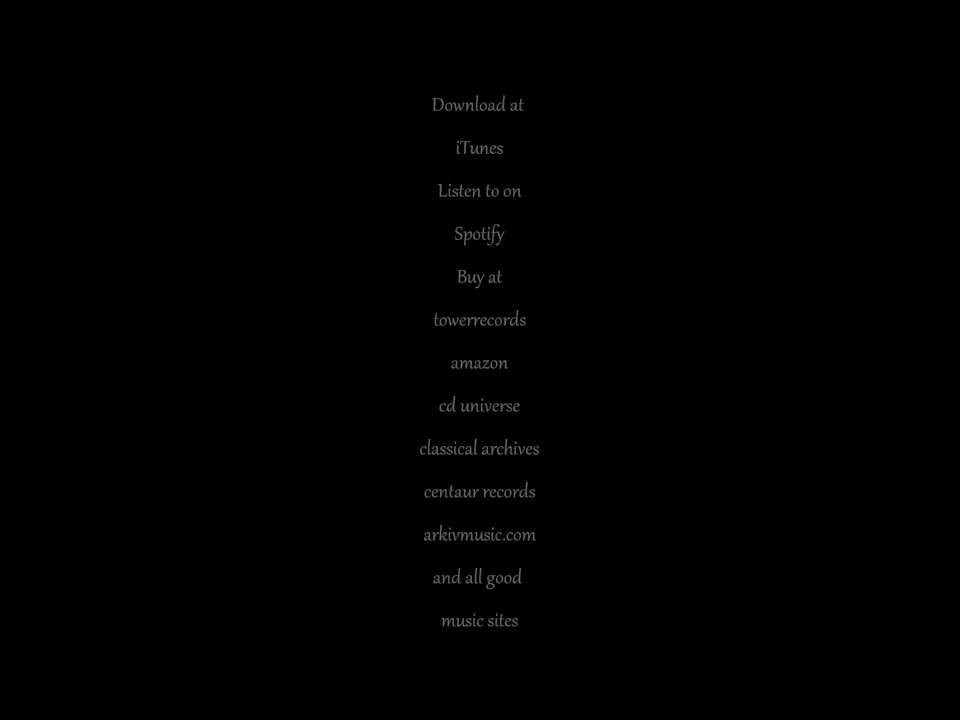 Download at
iTunes
Listen to on
Spotify
Buy at
towerrecords
amazon
cd universe
classical archives
centaur records
arkivmusic.com
and all good
music sites